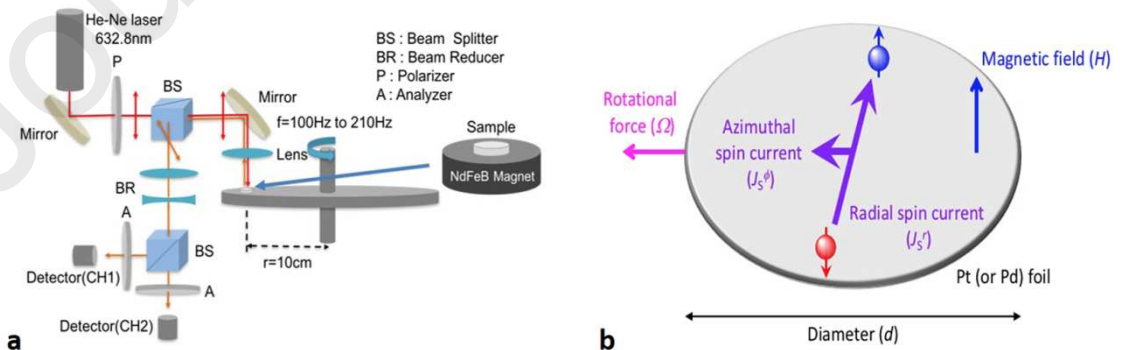 He-Ne laser
632.8nm
P
BS
Mirror
Mirror
f=100Hz to 210Hz
Lens
BS : Beam Splitter
BR : Beam Reducer
P : Polarizer
A : Analyzer
Sample
NdFeB Magnet
BR
A
BS
Detector(CH1)
A
Detector(CH2)
r=10cm
a
Magnetic field (H)
Rotational
force (Ω)
Azimuthal
spin current
(J_S^ϕ)
Radial spin current
(J_S^r)
Pt (or Pd) foil
Diameter (d)
b